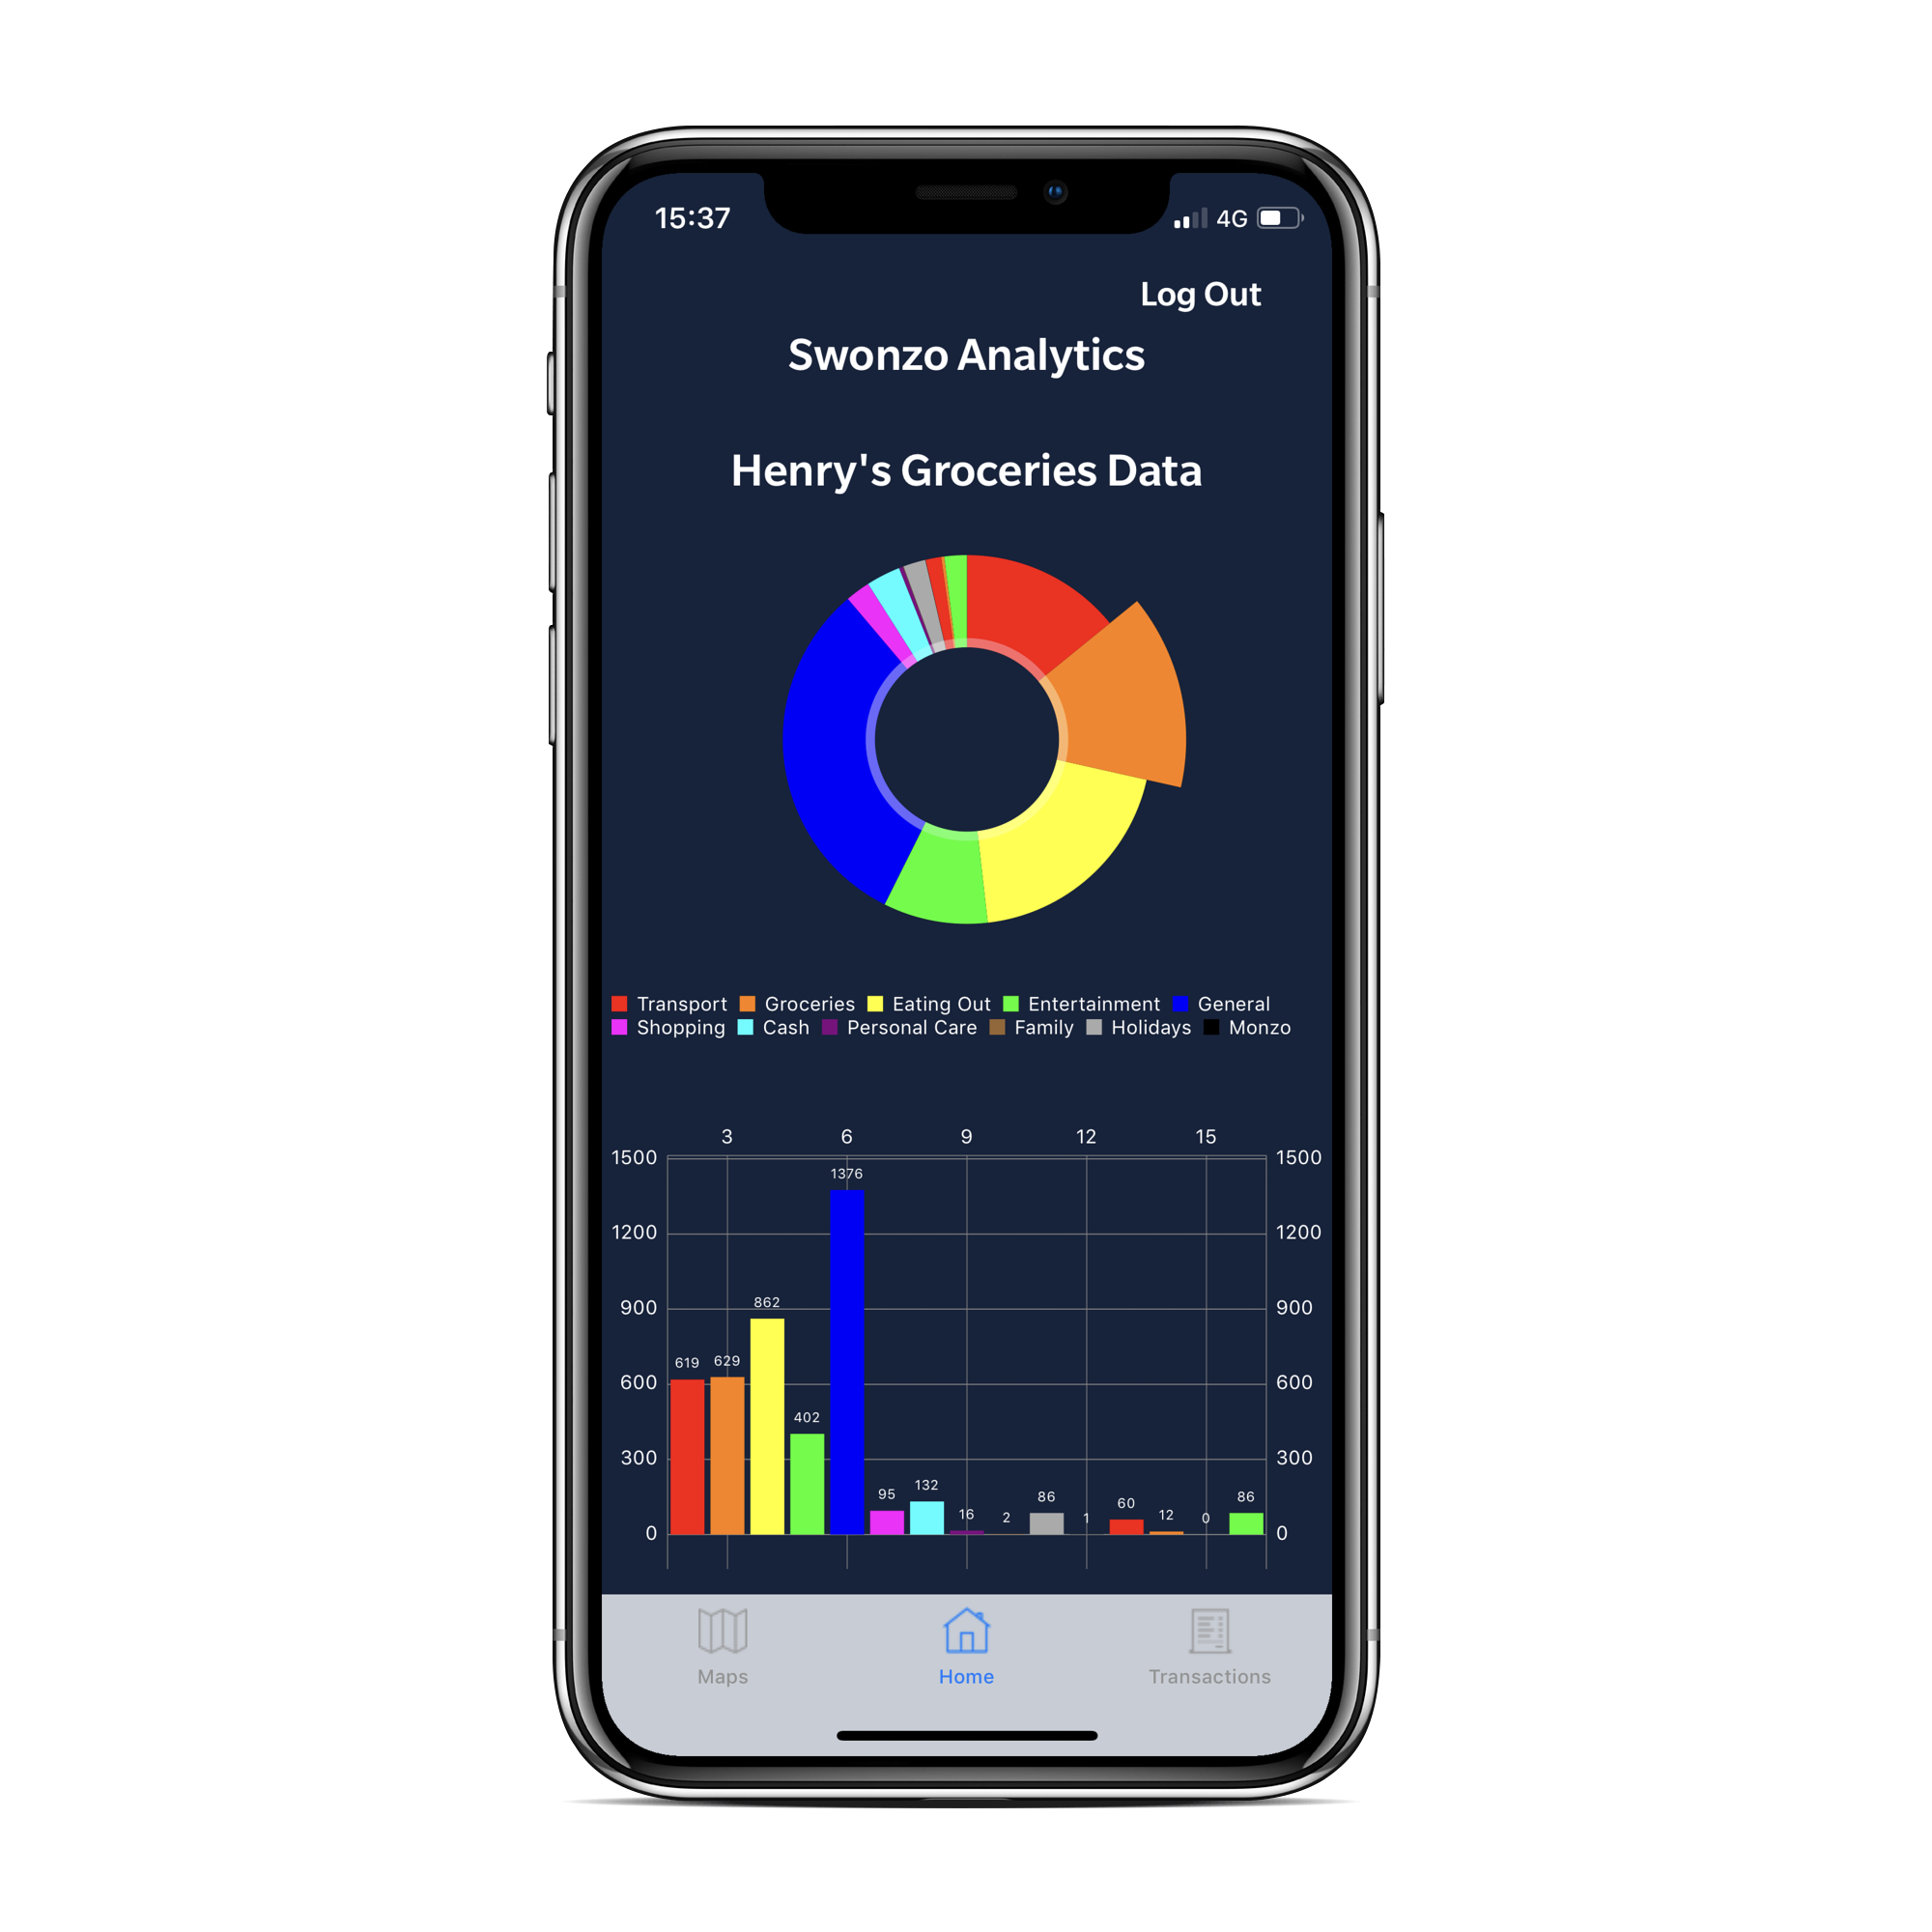 15:37 4G
Log Out
Swonzo Analytics
Henry's Groceries Data
Transport Groceries Eating Out Entertainment General
Shopping Cash Personal Care Family Holidays Monzo
3 6 9 12 15
1500 1500
1376
1200 1200
900 900
862
619 629
600 600
402
300 300
95 132 16 2 86 1 60 12 0 86
0 0
Maps Home Transactions